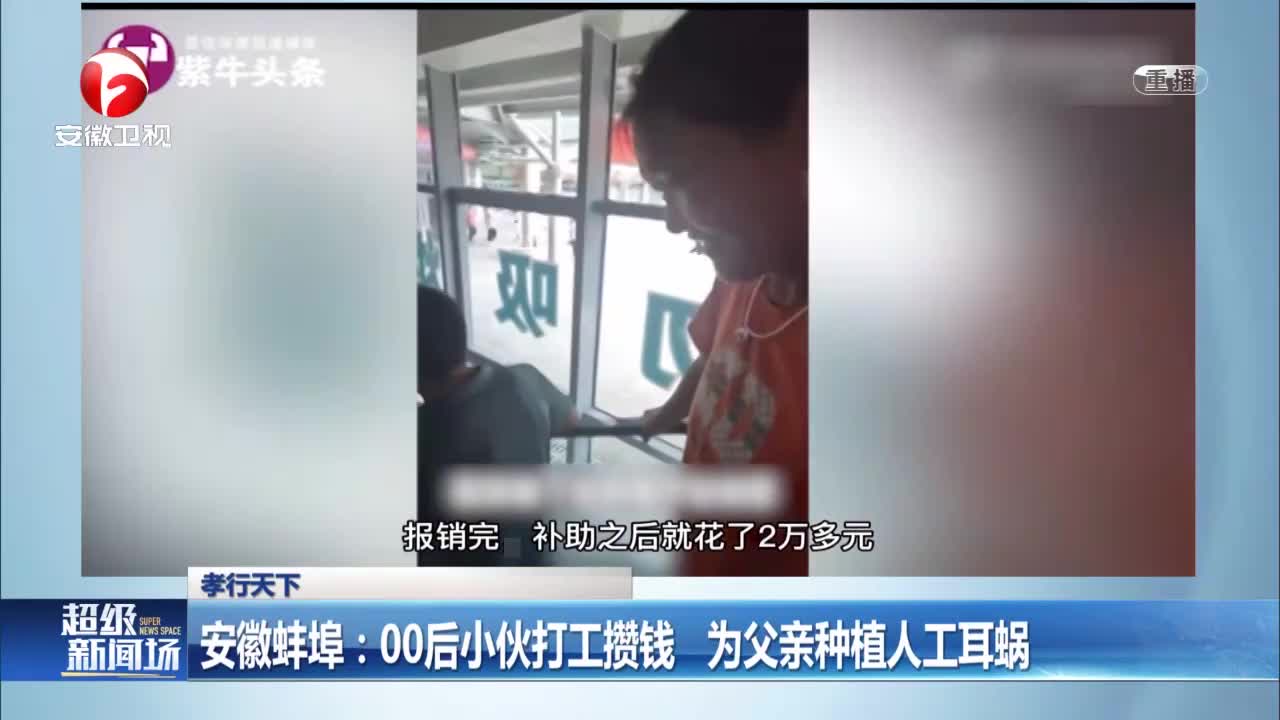 紫牛头条
安徽卫视
重播
吸
切
报销完 补助之后就花了2万多元
孝行天下
超级
新闻场
SUPER
NEWS SPACE
安徽蚌埠：00后小伙打工攒钱 为父亲种植人工耳蜗